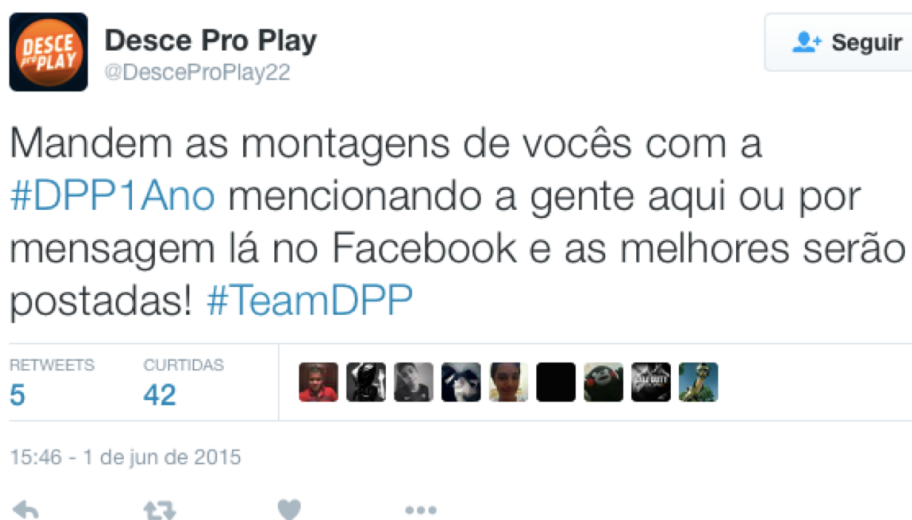 DESCE
pro PLAY
Desce Pro Play
@DesceProPlay22
Seguir
Mandem as montagens de vocês com a
#DPP1Ano mencionando a gente aqui ou por
mensagem lá no Facebook e as melhores serão
postadas! #TeamDPP
RETWEETS CURTIDAS
5 42
CALL DUTY
15:46 - 1 de jun de 2015